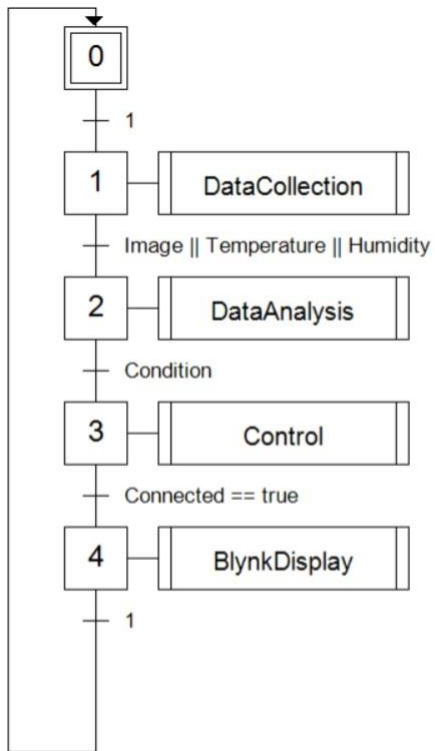 0
1
1 DataCollection
Image || Temperature || Humidity
2 DataAnalysis
Condition
3 Control
Connected == true
4 BlynkDisplay
1